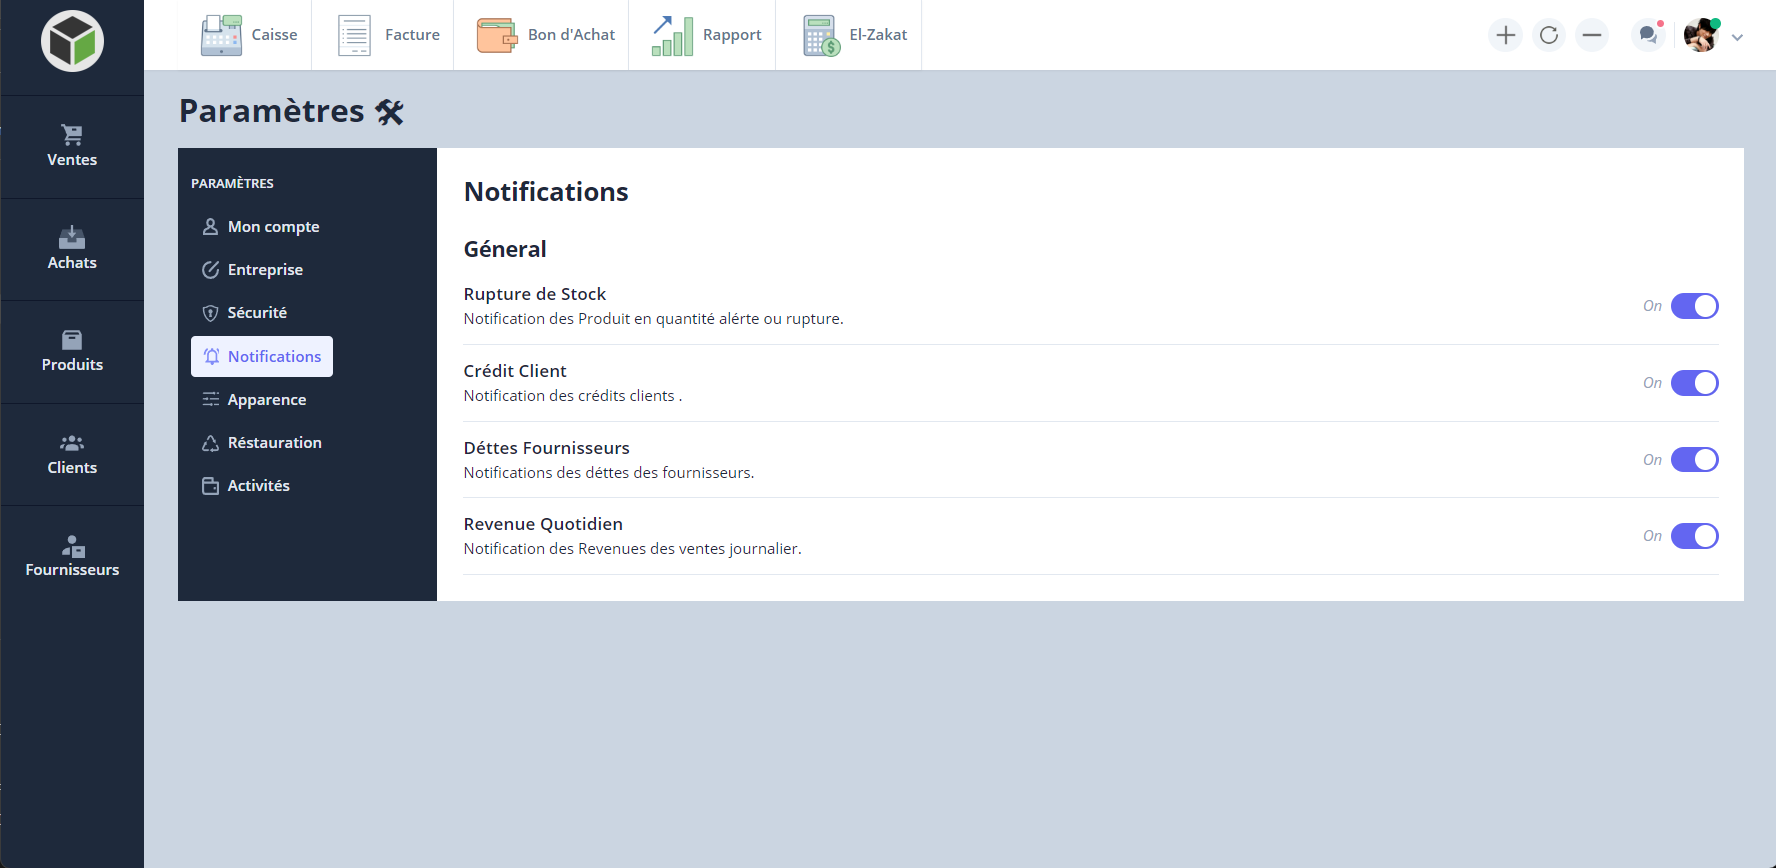 Caisse
Facture
Bon d'Achat
Rapport
El-Zakat
Ventes
Achats
Produits
Clients
Fournisseurs
Paramètres
PARAMÈTRES
Mon compte
Entreprise
Sécurité
Notifications
Apparence
Réstauration
Activités
Notifications
Géneral
Rupture de Stock
Notification des Produit en quantité alérte ou rupture.
On
Crédit Client
Notification des crédits clients .
On
Déttes Fournisseurs
Notifications des déttes des fournisseurs.
On
Revenue Quotidien
Notification des Revenues des ventes journalier.
On